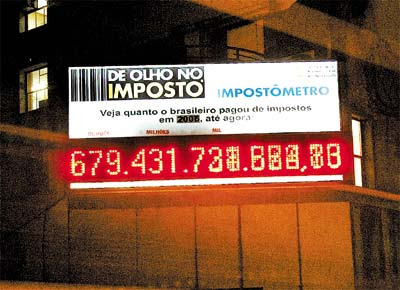 DE OLHO NO
IMPOSTO
IMPOSTÔMETRO
Veja quanto o brasileiro pagou de impostos
em 2006, até agora:
MILHÕES MIL
679.431.73